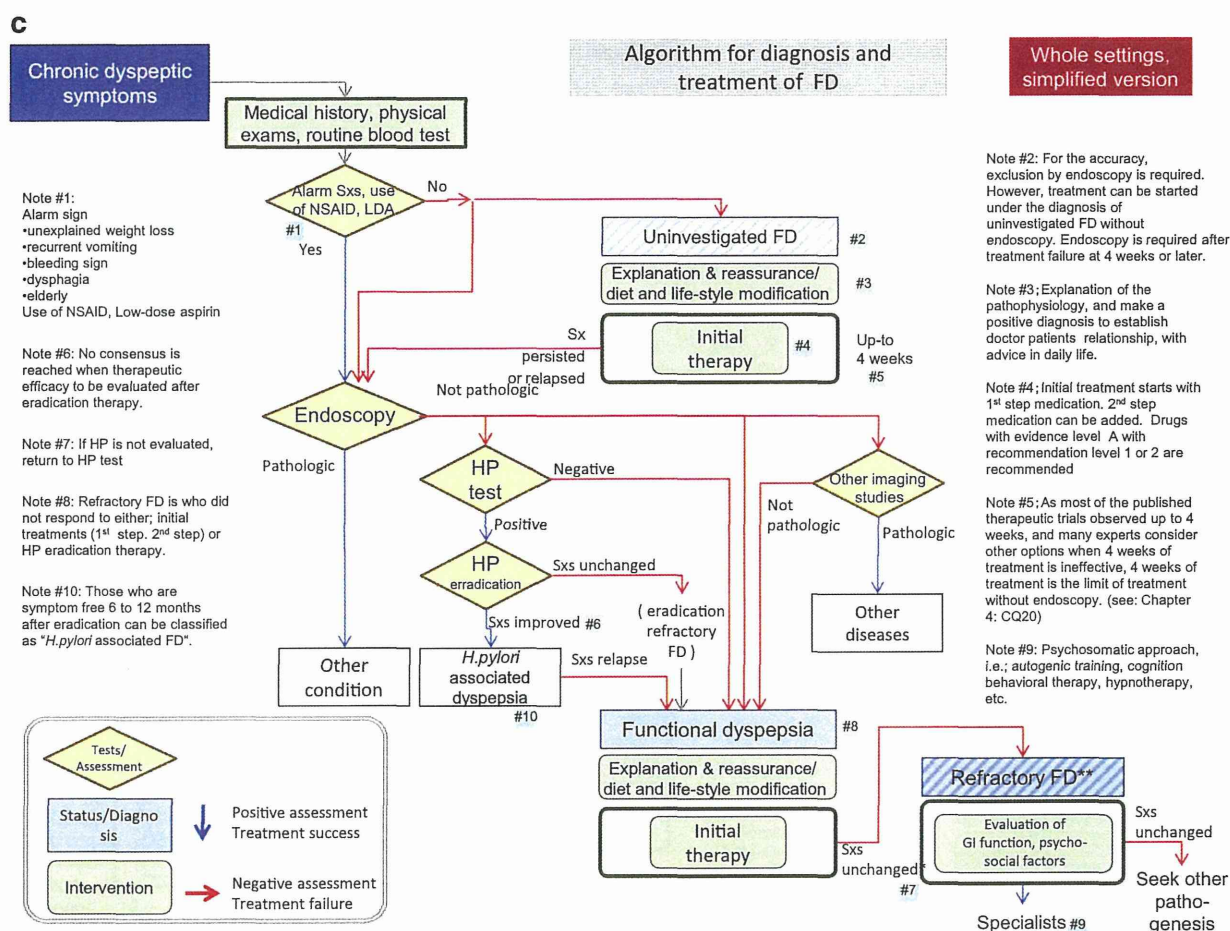 c
Chronic dyspeptic
symptoms
Algorithm for diagnosis and
treatment of FD
Whole settings,
simplified version
Medical history, physical
exams, routine blood test
Alarm Sxs, use
of NSAID, LDA
#1
No
Yes
Note #1:
Alarm sign
•unexplained weight loss
•recurrent vomiting
•bleeding sign
•dysphagia
•elderly
Use of NSAID, Low-dose aspirin
Note #6: No consensus is
reached when therapeutic
efficacy to be evaluated after
eradication therapy.
Note #7: If HP is not evaluated,
return to HP test
Note #8: Refractory FD is who did
not respond to either; initial
treatments (1st step. 2nd step) or
HP eradication therapy.
Note #10: Those who are
symptom free 6 to 12 months
after eradication can be classified
as "H.pylori associated FD".
Uninvestigated FD
#2
Explanation & reassurance/
diet and life-style modification
#3
Initial
therapy
#4
Up-to
4 weeks
#5
Sx
persisted
or relapsed
Note #2: For the accuracy,
exclusion by endoscopy is required.
However, treatment can be started
under the diagnosis of
uninvestigated FD without
endoscopy. Endoscopy is required after
treatment failure at 4 weeks or later.
Note #3; Explanation of the
pathophysiology, and make a
positive diagnosis to establish
doctor patients relationship, with
advice in daily life.
Note #4; Initial treatment starts with
1st step medication. 2nd step
medication can be added. Drugs
with evidence level A with
recommendation level 1 or 2 are
recommended
Note #5; As most of the published
therapeutic trials observed up to 4
weeks, and many experts consider
other options when 4 weeks of
treatment is ineffective, 4 weeks of
treatment is the limit of treatment
without endoscopy. (see: Chapter
4: CQ20)
Note #9: Psychosomatic approach,
i.e.; autogenic training, cognition
behavioral therapy, hypnotherapy,
etc.
Endoscopy
Not pathologic
Pathologic
HP
test
Negative
Positive
Other imaging
studies
Not
pathologic
Pathologic
HP
erradication
Sxs unchanged
( eradication
refractory
FD )
Sxs improved #6
Other
condition
H.pylori
associated
dyspepsia
#10
Sxs relapse
Other
diseases
Functional dyspepsia
#8
Explanation & reassurance/
diet and life-style modification
Initial
therapy
Sxs
unchanged*
#7
Refractory FD**
Evaluation of
GI function, psycho-
social factors
Sxs
unchanged
Seek other
patho-
genesis
Specialists #9
Tests/
Assessment
Status/Diagno
sis
Intervention
Positive assessment
Treatment success
Negative assessment
Treatment failure